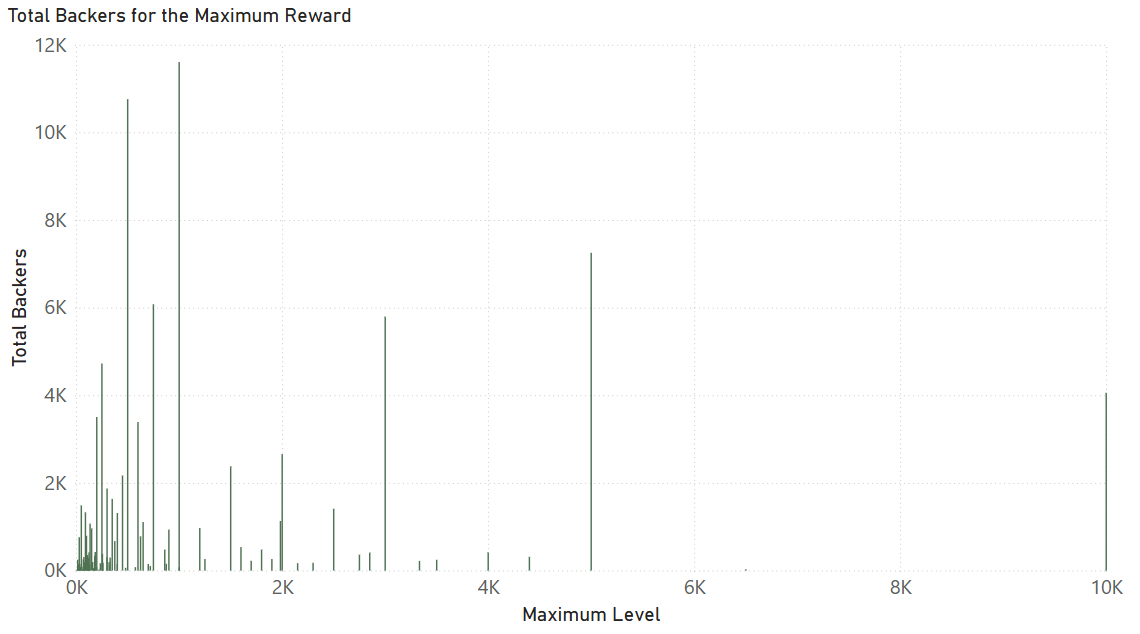 Total Backers for the Maximum Reward
12K
10K
8K
6K
4K
2K
0K
Total Backers
0K 2K 4K 6K 8K 10K
Maximum Level